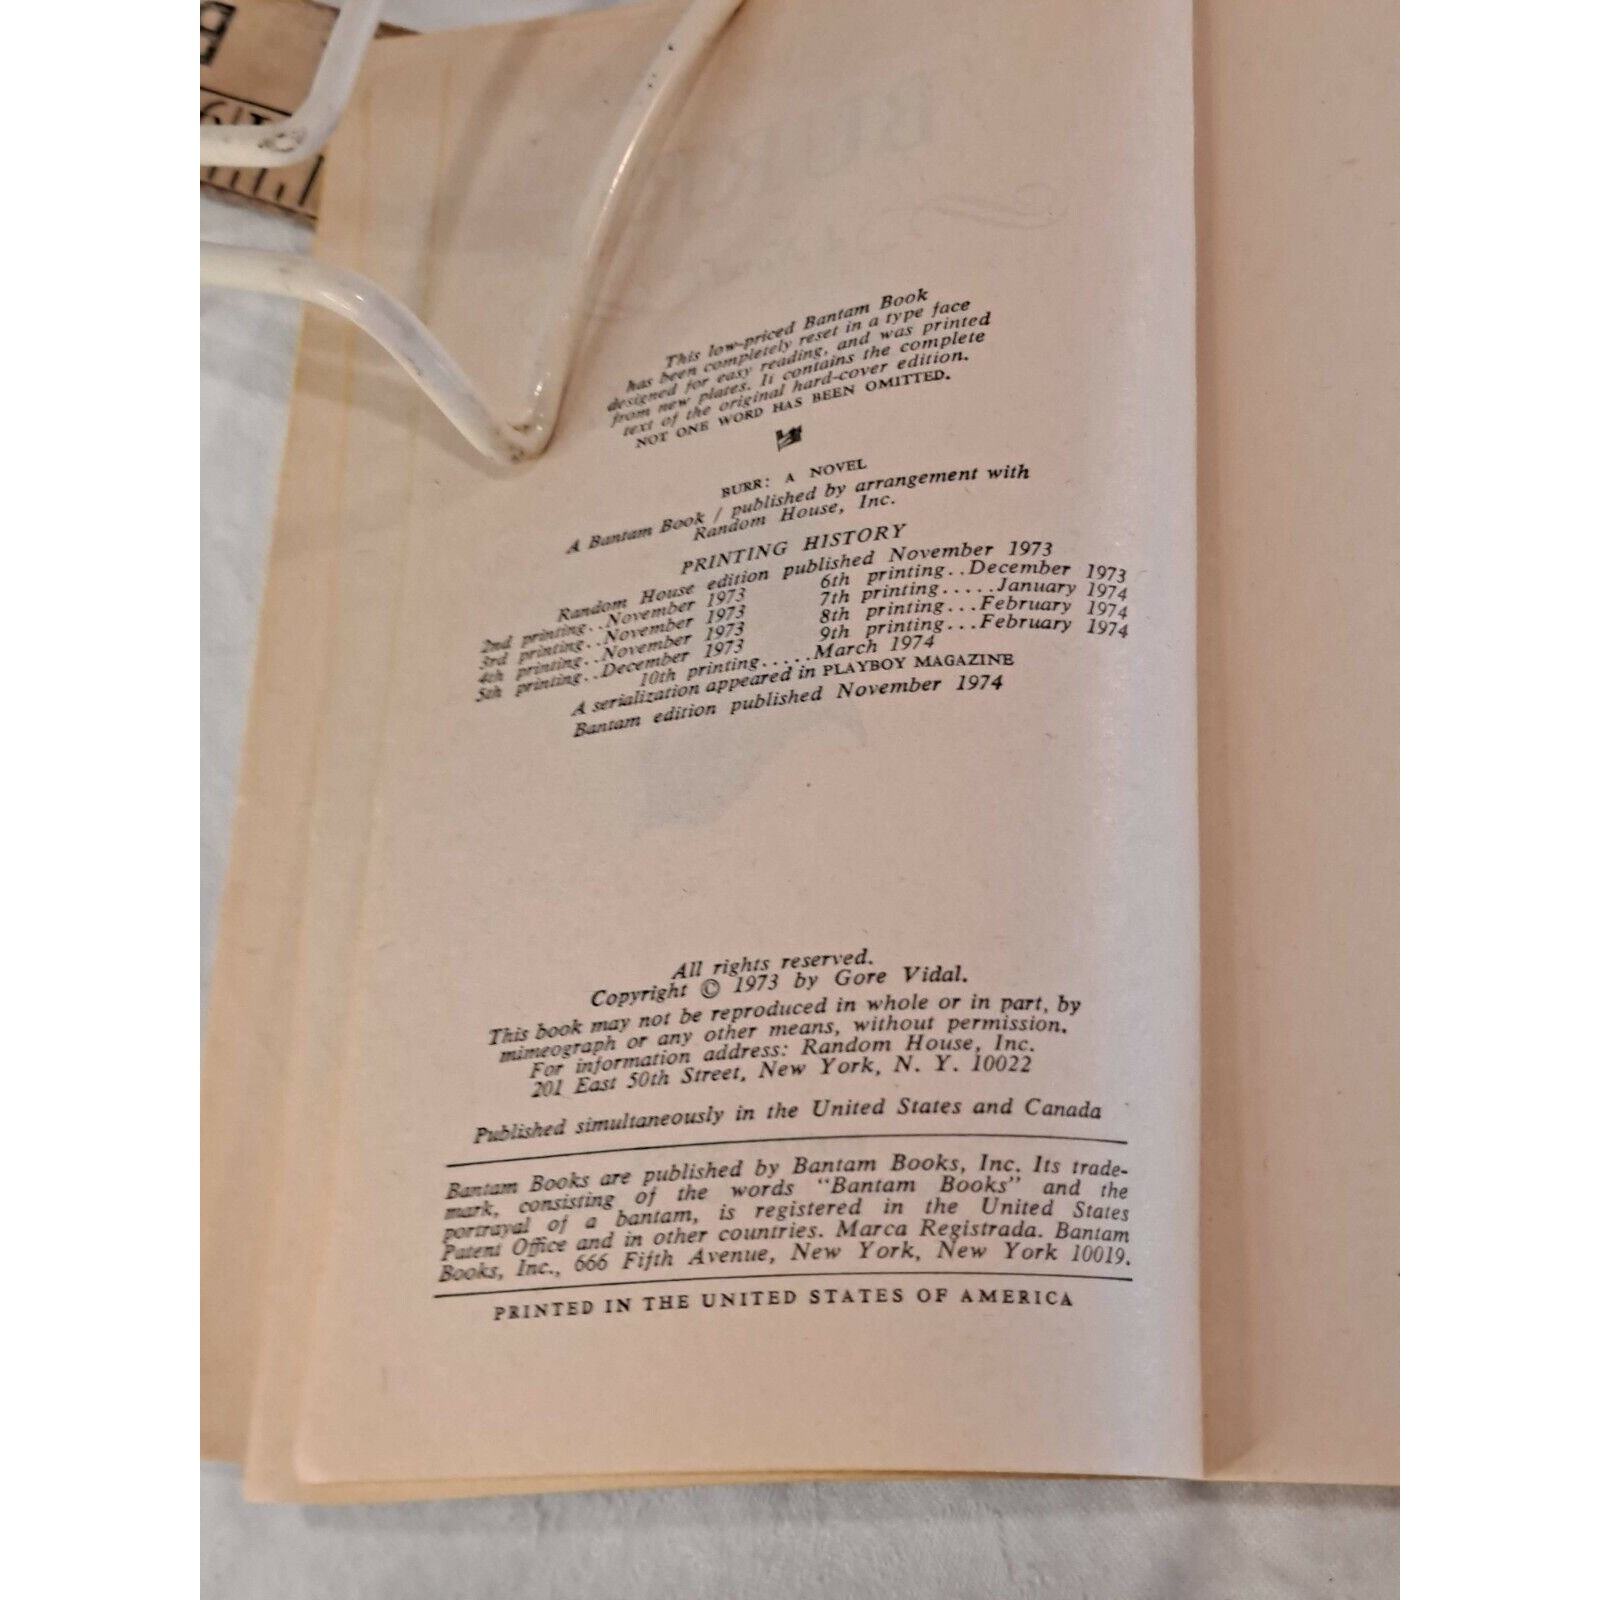 This low-priced Bantam Book
has been completely reset in a type face
designed for easy reading, and was printed
from new plates. It contains the complete
text of the original hard-cover edition.
NOT ONE WORD HAS BEEN OMITTED.
BURR: A NOVEL
A Bantam Book / published by arrangement with
Random House, Inc.
PRINTING HISTORY
Random House edition published November 1973
2nd printing..November 1973 6th printing..December 1973
3rd printing..November 1973 7th printing.....January 1974
4th printing..November 1973 8th printing...February 1974
5th printing..December 1973 9th printing...February 1974
10th printing.....March 1974
A serialization appeared in PLAYBOY MAGAZINE
Bantam edition published November 1974
All rights reserved.
Copyright © 1973 by Gore Vidal.
This book may not be reproduced in whole or in part, by
mimeograph or any other means, without permission.
For information address: Random House, Inc.
201 East 50th Street, New York, N. Y. 10022
Published simultaneously in the United States and Canada
Bantam Books are published by Bantam Books, Inc. Its trade-
mark, consisting of the words "Bantam Books" and the
portrayal of a bantam, is registered in the United States
Patent Office and in other countries. Marca Registrada. Bantam
Books, Inc., 666 Fifth Avenue, New York, New York 10019.
PRINTED IN THE UNITED STATES OF AMERICA